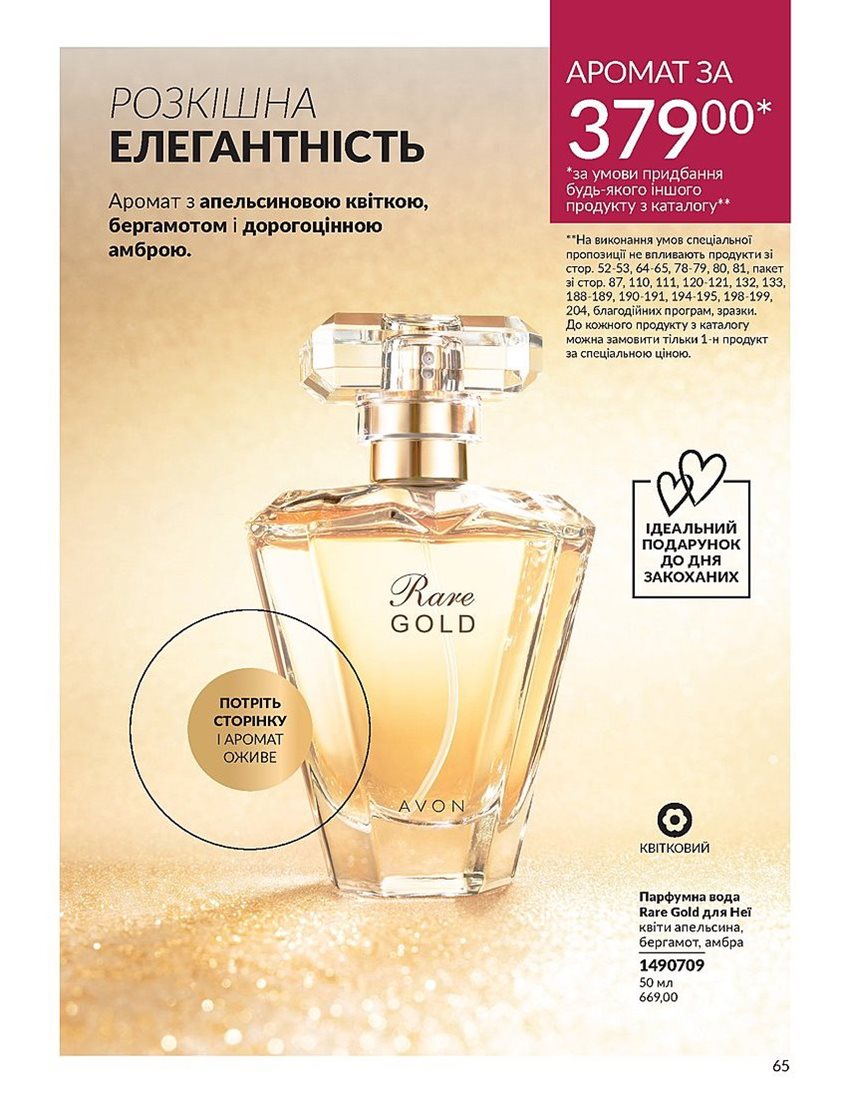 РОЗКІШНА
ЕЛЕГАНТНІСТЬ
Аромат з апельсиновою квіткою,
бергамотом і дорогоцінною
амброю.
АРОМАТ ЗА
37900*
*за умови придбання
будь-якого іншого
продукту з каталогу**
**На виконання умов спеціальної
пропозиції не впливають продукти зі
стор. 52-53, 64-65, 78-79, 80, 81, пакет
зі стор. 87, 110, 111, 120-121, 132, 133,
188-189, 190-191, 194-195, 198-199,
204, благодійних програм, зразки.
До кожного продукту з каталогу
можна замовити тільки 1-н продукт
за спеціальною ціною.
ІДЕАЛЬНИЙ
ПОДАРУНОК
ДО ДНЯ
ЗАКОХАНИХ
Rare
GOLD
AVON
ПОТРІТЬ
СТОРІНКУ
І АРОМАТ
ОЖИВЕ
КВІТКОВИЙ
Парфумна вода
Rare Gold для Неї
квіти апельсина,
бергамот, амбра
1490709
50 мл
669,00
65